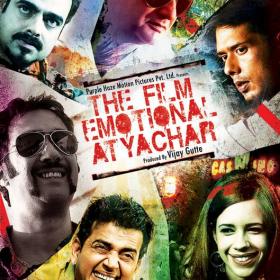 Purple Haze Motion Pictures Pvt. Ltd. Presents
THE FILM
EMOTIONAL
ATYACHAR
Produced By Vijay Gutte